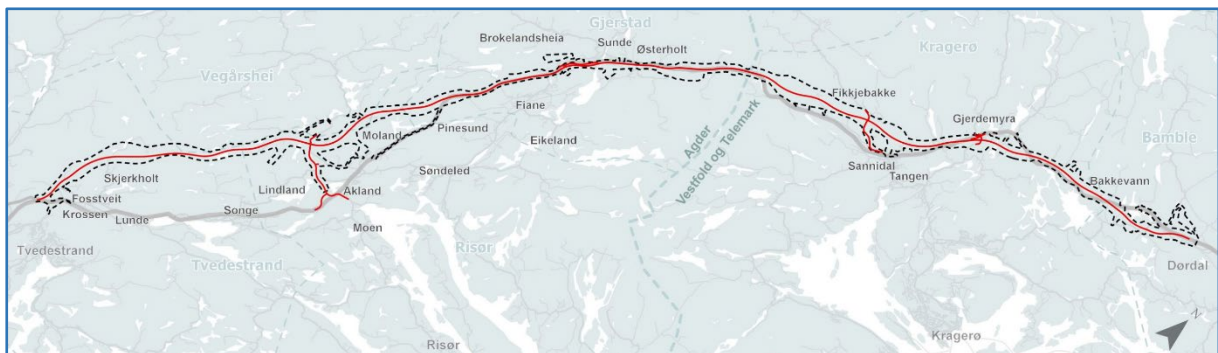 Gjerstad
Kragerø
Brokelandsheia
Sunde
Østerholt
Vegårshei
Fikkjebakke
Fiane
Pinesund
Moland
Gjerdemyra
Bamble
Agder
Vestfold og Telemark
Eikeland
Sannidal
Tangen
Skjerkholt
Søndeled
Bakkevann
Lindland
Akland
Fosstveit
Krossen
Lunde
Songe
Moen
Tvedestrand
Tvedestrand
Risør
Dørdal
Kragerø
Risør
N